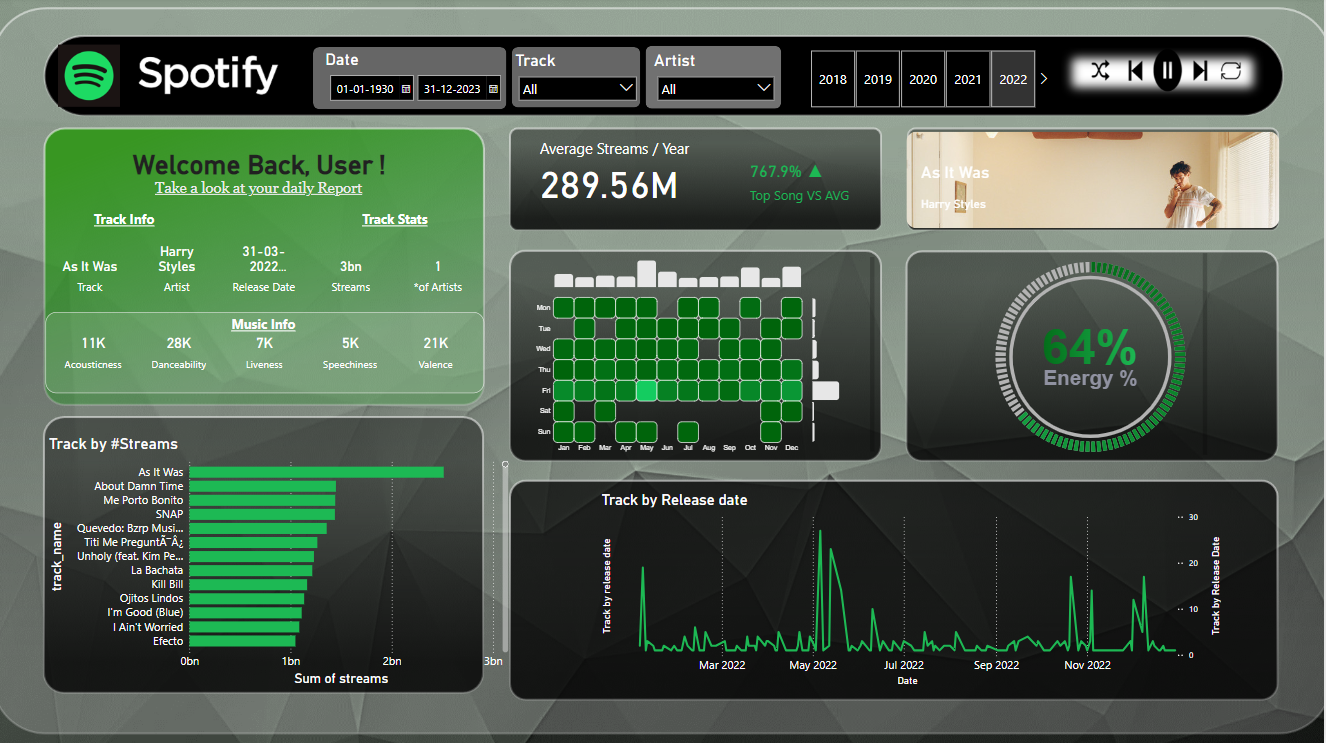 Spotify
Date
01-01-1930
31-12-2023
Track
All
Artist
All
2018
2019
2020
2021
2022
Welcome Back, User !
Take a look at your daily Report
Track Info
Track Stats
As It Was
Harry
Styles
31-03-
2022...
3bn
1
Track
Artist
Release Date
Streams
*of Artists
Music Info
11K
28K
7K
5K
21K
Acousticness
Danceability
Liveness
Speechiness
Valence
Average Streams / Year
289.56M
767.9% ▲
Top Song VS AVG
As It Was
Harry Styles
Mon
Tue
Wed
Thu
Fri
Sat
Sun
Jan
Feb
Mar
Apr
May
Jun
Jul
Aug
Sep
Oct
Nov
Dec
64%
Energy %
Track by #Streams
track_name
As It Was
About Damn Time
Me Porto Bonito
SNAP
Quevedo: Bzrp Musi...
Titi Me PreguntÃ¯Â¿
Unholy (feat. Kim Pe...
La Bachata
Kill Bill
Ojitos Lindos
I'm Good (Blue)
I Ain't Worried
Efecto
0bn
1bn
2bn
3bn
Sum of streams
Track by Release date
Track by release date
30
20
10
0
Track by Release Date
Mar 2022
May 2022
Jul 2022
Sep 2022
Nov 2022
Date